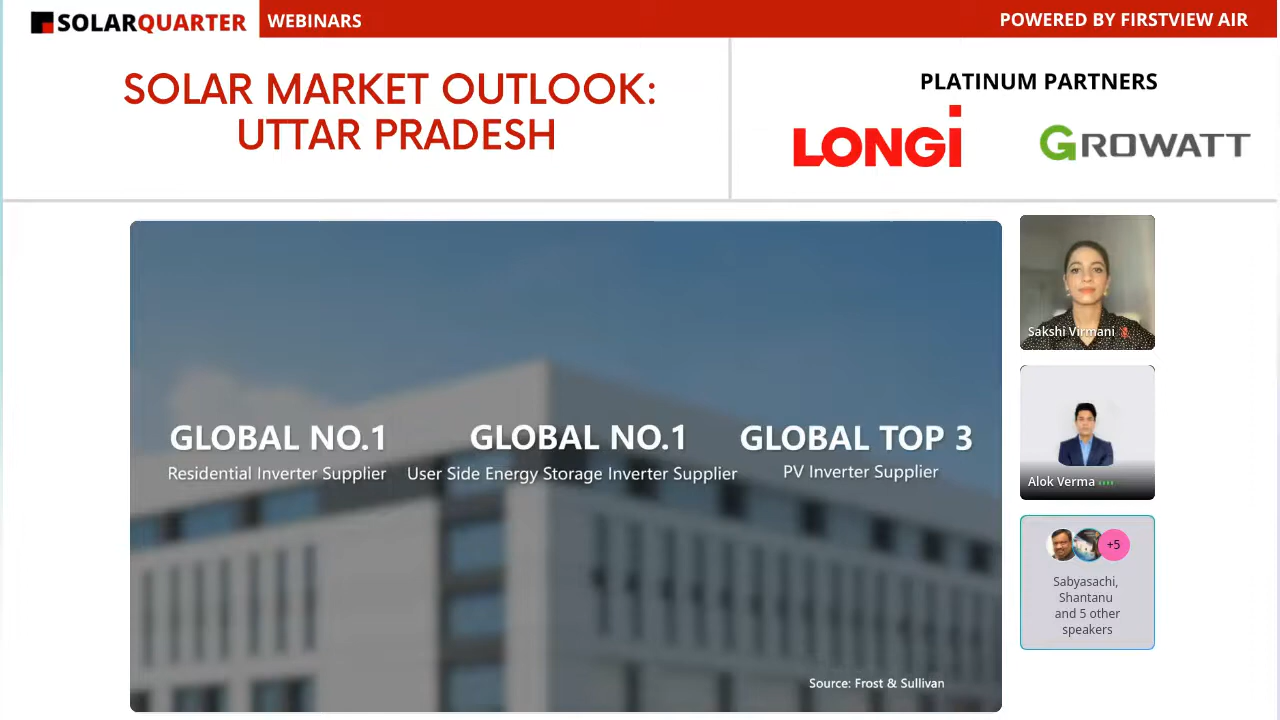 SOLARQUARTER WEBINARS
POWERED BY FIRSTVIEW AIR
SOLAR MARKET OUTLOOK:
UTTAR PRADESH
PLATINUM PARTNERS
LONGi
GROWATT
GLOBAL NO.1
Residential Inverter Supplier
GLOBAL NO.1
User Side Energy Storage Inverter Supplier
GLOBAL TOP 3
PV Inverter Supplier
Source: Frost & Sullivan
Sakshi Virmani
Alok Verma
+5
Sabyasachi,
Shantanu
and 5 other
speakers